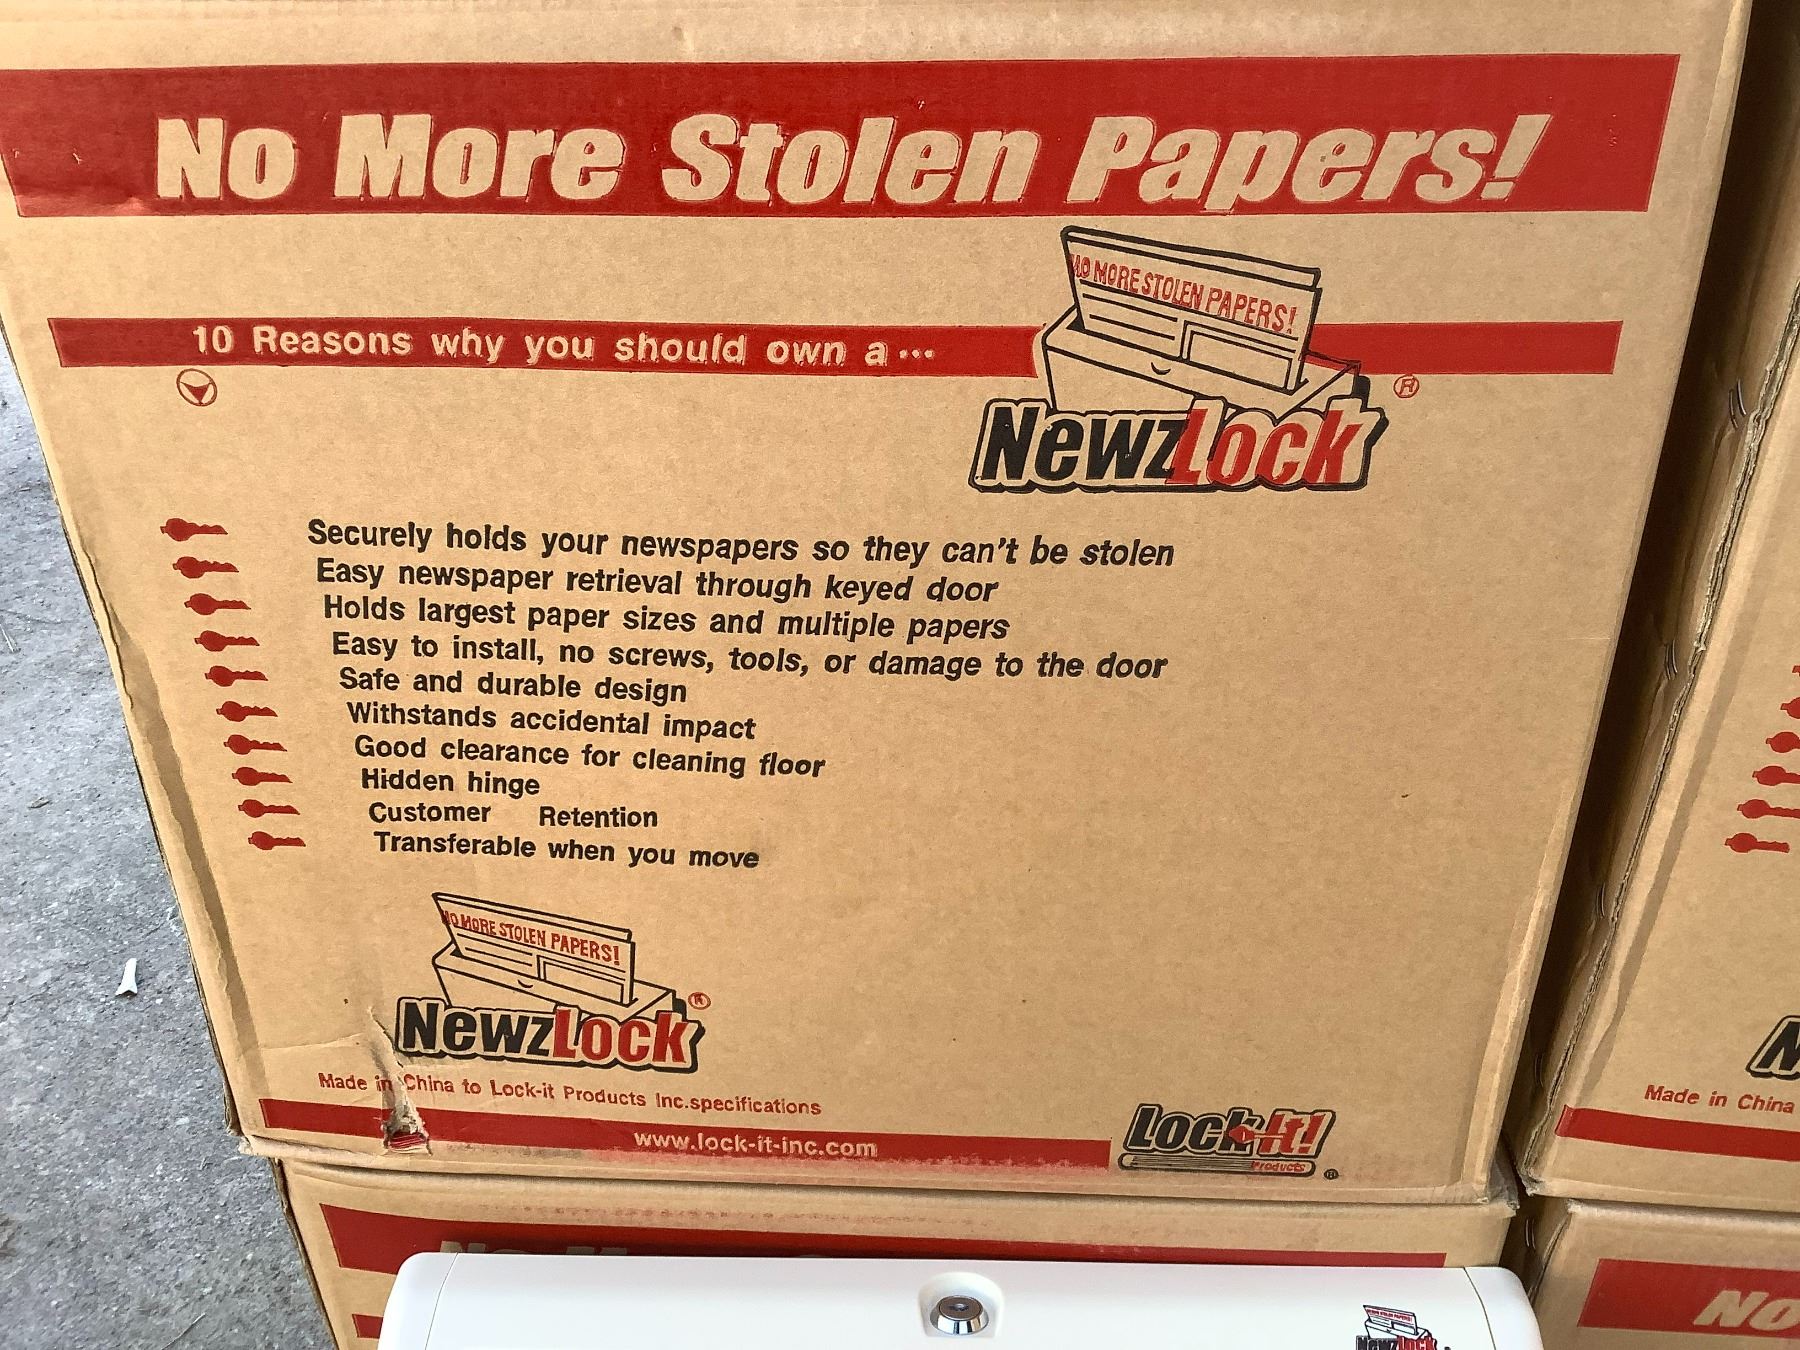 No More Stolen Papers!
NO MORE STOLEN PAPERS!
10 Reasons why you should own a...
NewzLock®
Securely holds your newspapers so they can't be stolen
Easy newspaper retrieval through keyed door
Holds largest paper sizes and multiple papers
Easy to install, no screws, tools, or damage to the door
Safe and durable design
Withstands accidental impact
Good clearance for cleaning floor
Hidden hinge
Customer Retention
Transferable when you move
NO MORE STOLEN PAPERS!
NewzLock®
Made in China to Lock-it Products Inc.specifications
www.lock-it-inc.com
Lock It!
Products ®
Made in China
No
NewzLock